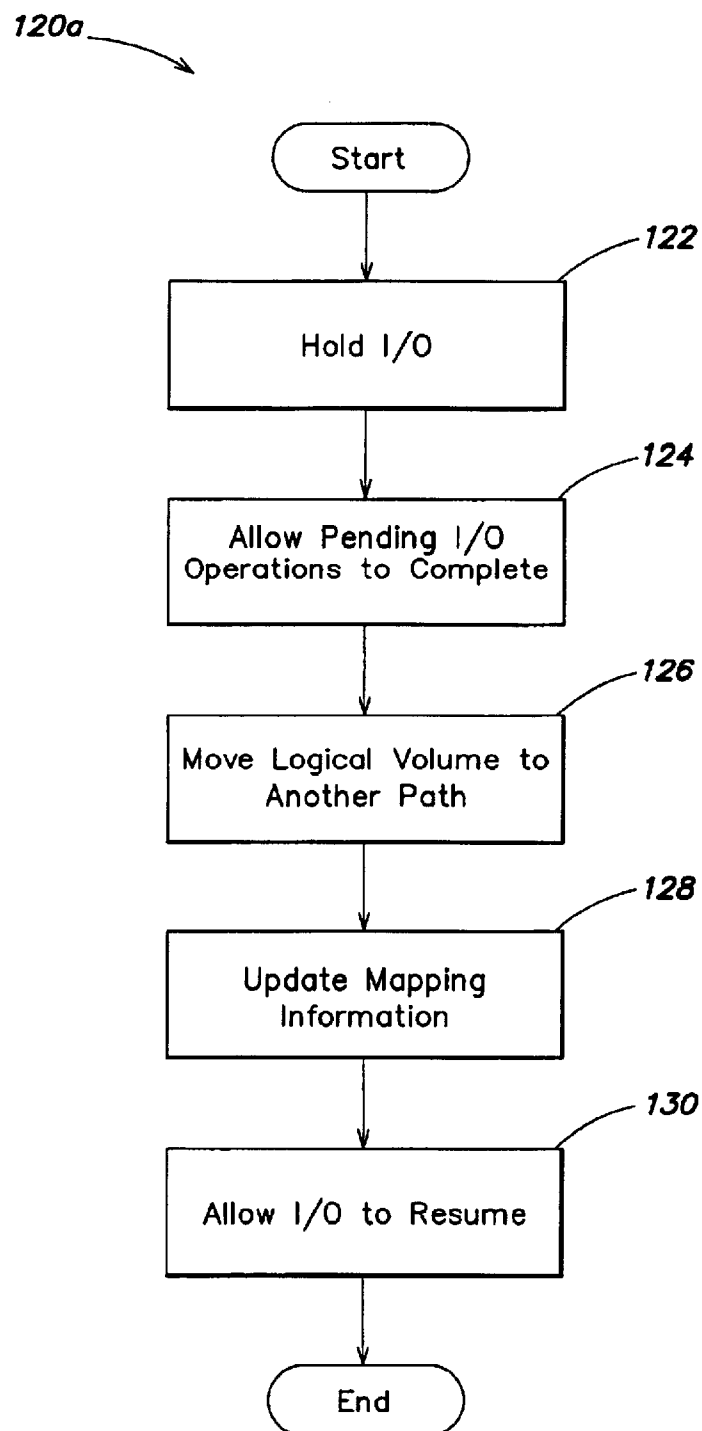 120a
Start
122
Hold I/O
124
Allow Pending I/O
Operations to Complete
126
Move Logical Volume to
Another Path
128
Update Mapping
Information
130
Allow I/O to Resume
End